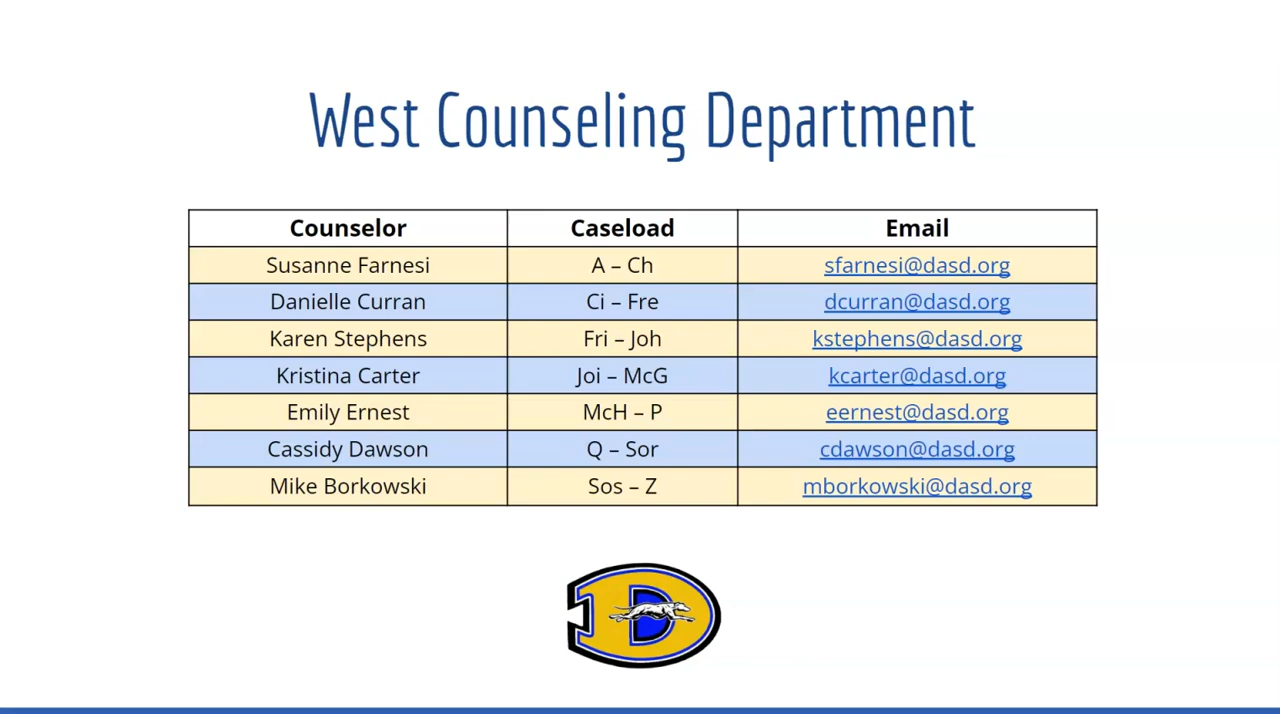 West Counseling Department
Counselor Caseload Email
Susanne Farnesi A – Ch sfarnesi@dasd.org
Danielle Curran Ci – Fre dcurran@dasd.org
Karen Stephens Fri – Joh kstephens@dasd.org
Kristina Carter Joi – McG kcarter@dasd.org
Emily Ernest McH – P eernest@dasd.org
Cassidy Dawson Q – Sor cdawson@dasd.org
Mike Borkowski Sos – Z mborkowski@dasd.org
D